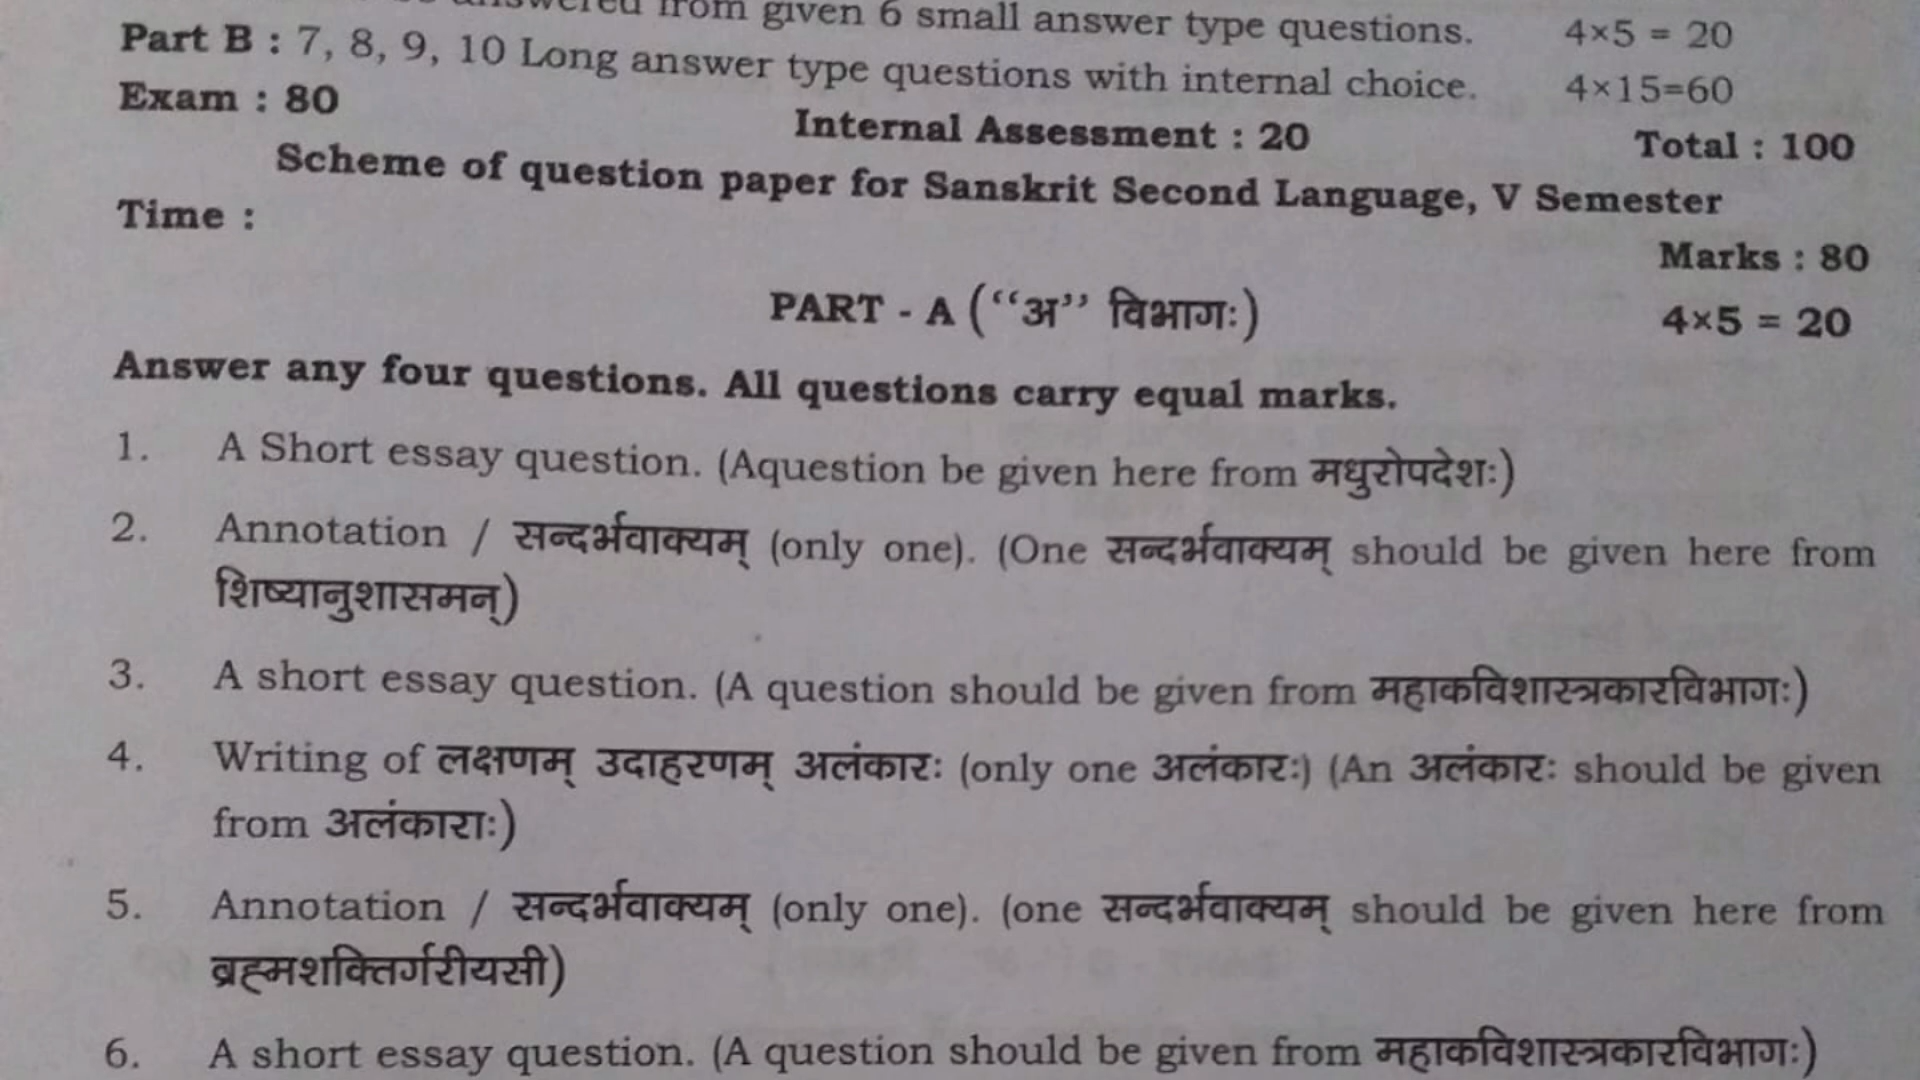 answered from given 6 small answer type questions. 4×5 = 20
Part B : 7, 8, 9, 10 Long answer type questions with internal choice. 4×15=60
Exam : 80 Internal Assessment : 20 Total : 100
Scheme of question paper for Sanskrit Second Language, V Semester
Time :
Marks : 80
PART - A (“अ” विभागः) 4×5 = 20
Answer any four questions. All questions carry equal marks.
1. A Short essay question. (Aquestion be given here from मधुरोपदेशः)
2. Annotation / सन्दर्भवाक्यम् (only one). (One सन्दर्भवाक्यम् should be given here from
शिष्यानुशासमन्)
3. A short essay question. (A question should be given from महाकविशास्त्रकारविभागः)
4. Writing of लक्षणम् उदाहरणम् अलंकारः (only one अलंकारः) (An अलंकारः should be given
from अलंकाराः)
5. Annotation / सन्दर्भवाक्यम् (only one). (one सन्दर्भवाक्यम् should be given here from
ब्रह्मशक्तिर्गरीयसी)
6. A short essay question. (A question should be given from महाकविशास्त्रकारविभागः)